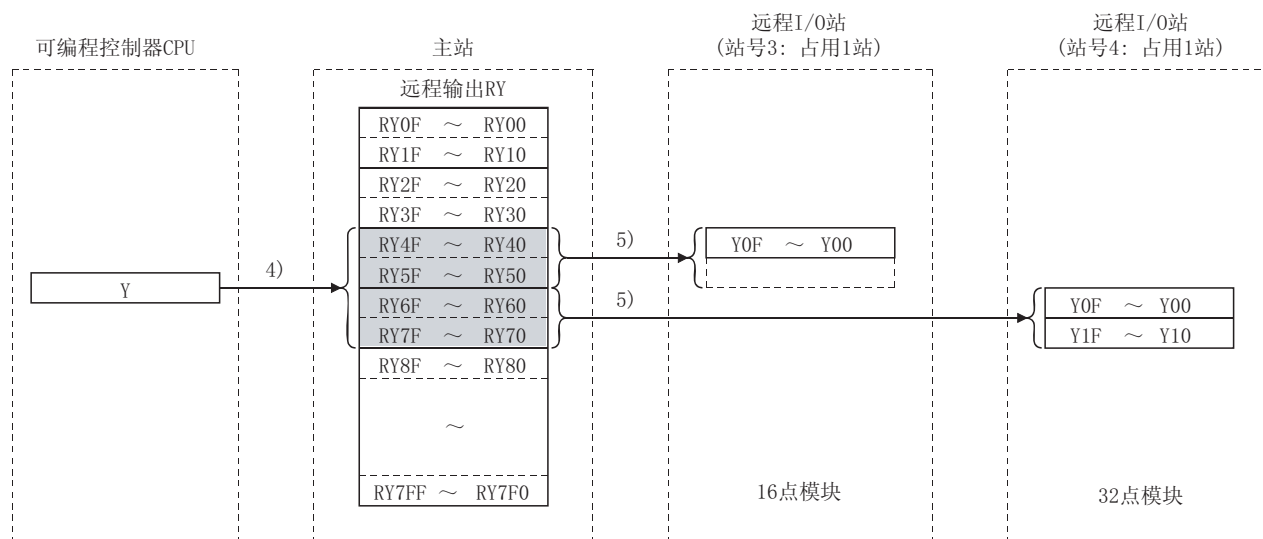 可编程控制器CPU
主站
远程I/O站
(站号3: 占用1站)
远程I/O站
(站号4: 占用1站)
远程输出RY
RY0F ～ RY00
RY1F ～ RY10
RY2F ～ RY20
RY3F ～ RY30
RY4F ～ RY40
RY5F ～ RY50
RY6F ～ RY60
RY7F ～ RY70
RY8F ～ RY80
～
RY7FF ～ RY7F0
Y
4)
5)
5)
Y0F ～ Y00
Y0F ～ Y00
Y1F ～ Y10
16点模块
32点模块